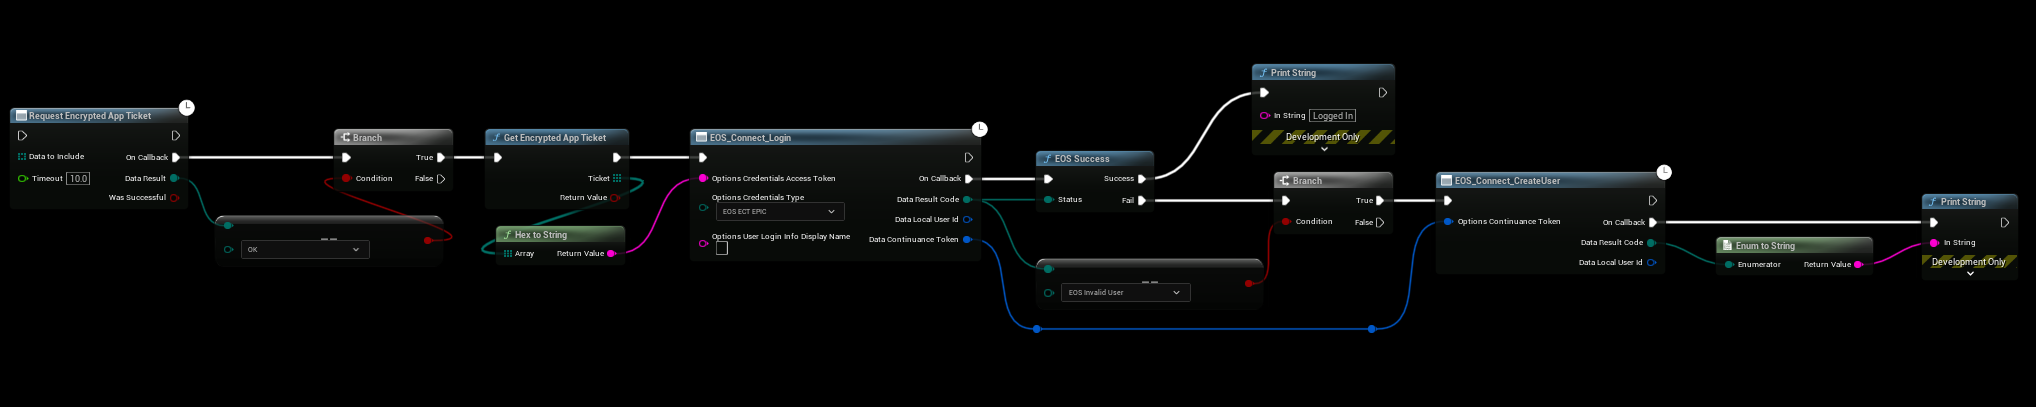 Request Encrypted App Ticket
Data to Include
On Callback
Timeout 10.0
Data Result
Was Successful
==
OK
Branch
True
Condition
False
Get Encrypted App Ticket
Ticket
Return Value
Hex to String
Array
Return Value
EOS_Connect_Login
Options Credentials Access Token
On Callback
Options Credentials Type
EOS ECT EPIC
Data Result Code
Data Local User Id
Options User Login Info Display Name
Data Continuance Token
EOS Success
Success
Status
Fail
==
EOS Invalid User
Print String
In String Logged In
Development Only
Branch
True
Condition
False
EOS_Connect_CreateUser
Options Continuance Token
On Callback
Data Result Code
Data Local User Id
Enum to String
Enumerator
Return Value
Print String
In String
Development Only